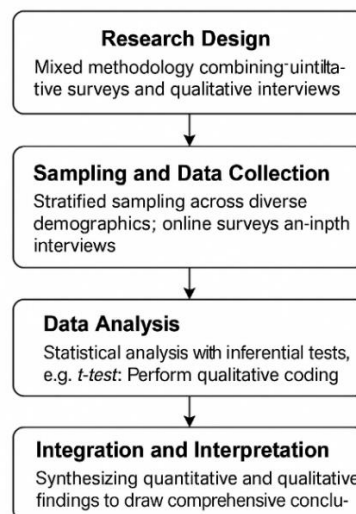 Research Design
Mixed methodology combining-uintilta-
tive surveys and qualitative interviews
Sampling and Data Collection
Stratified sampling across diverse
demographics; online surveys an-inpth
interviews
Data Analysis
Statistical analysis with inferential tests,
e.g. t-test: Perform qualitative coding
Integration and Interpretation
Synthesizing quantitative and qualitative
findings to draw comprehensive conclu-